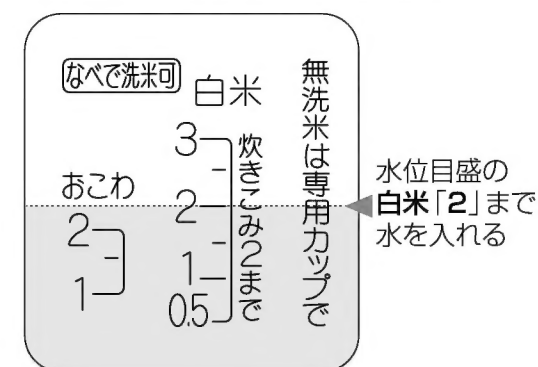 なべで洗米可
白米
無洗米は専用カップで
炊きこみ2まで
3
2
1
0.5
おこわ
2
1
水位目盛の
白米「2」まで
水を入れる